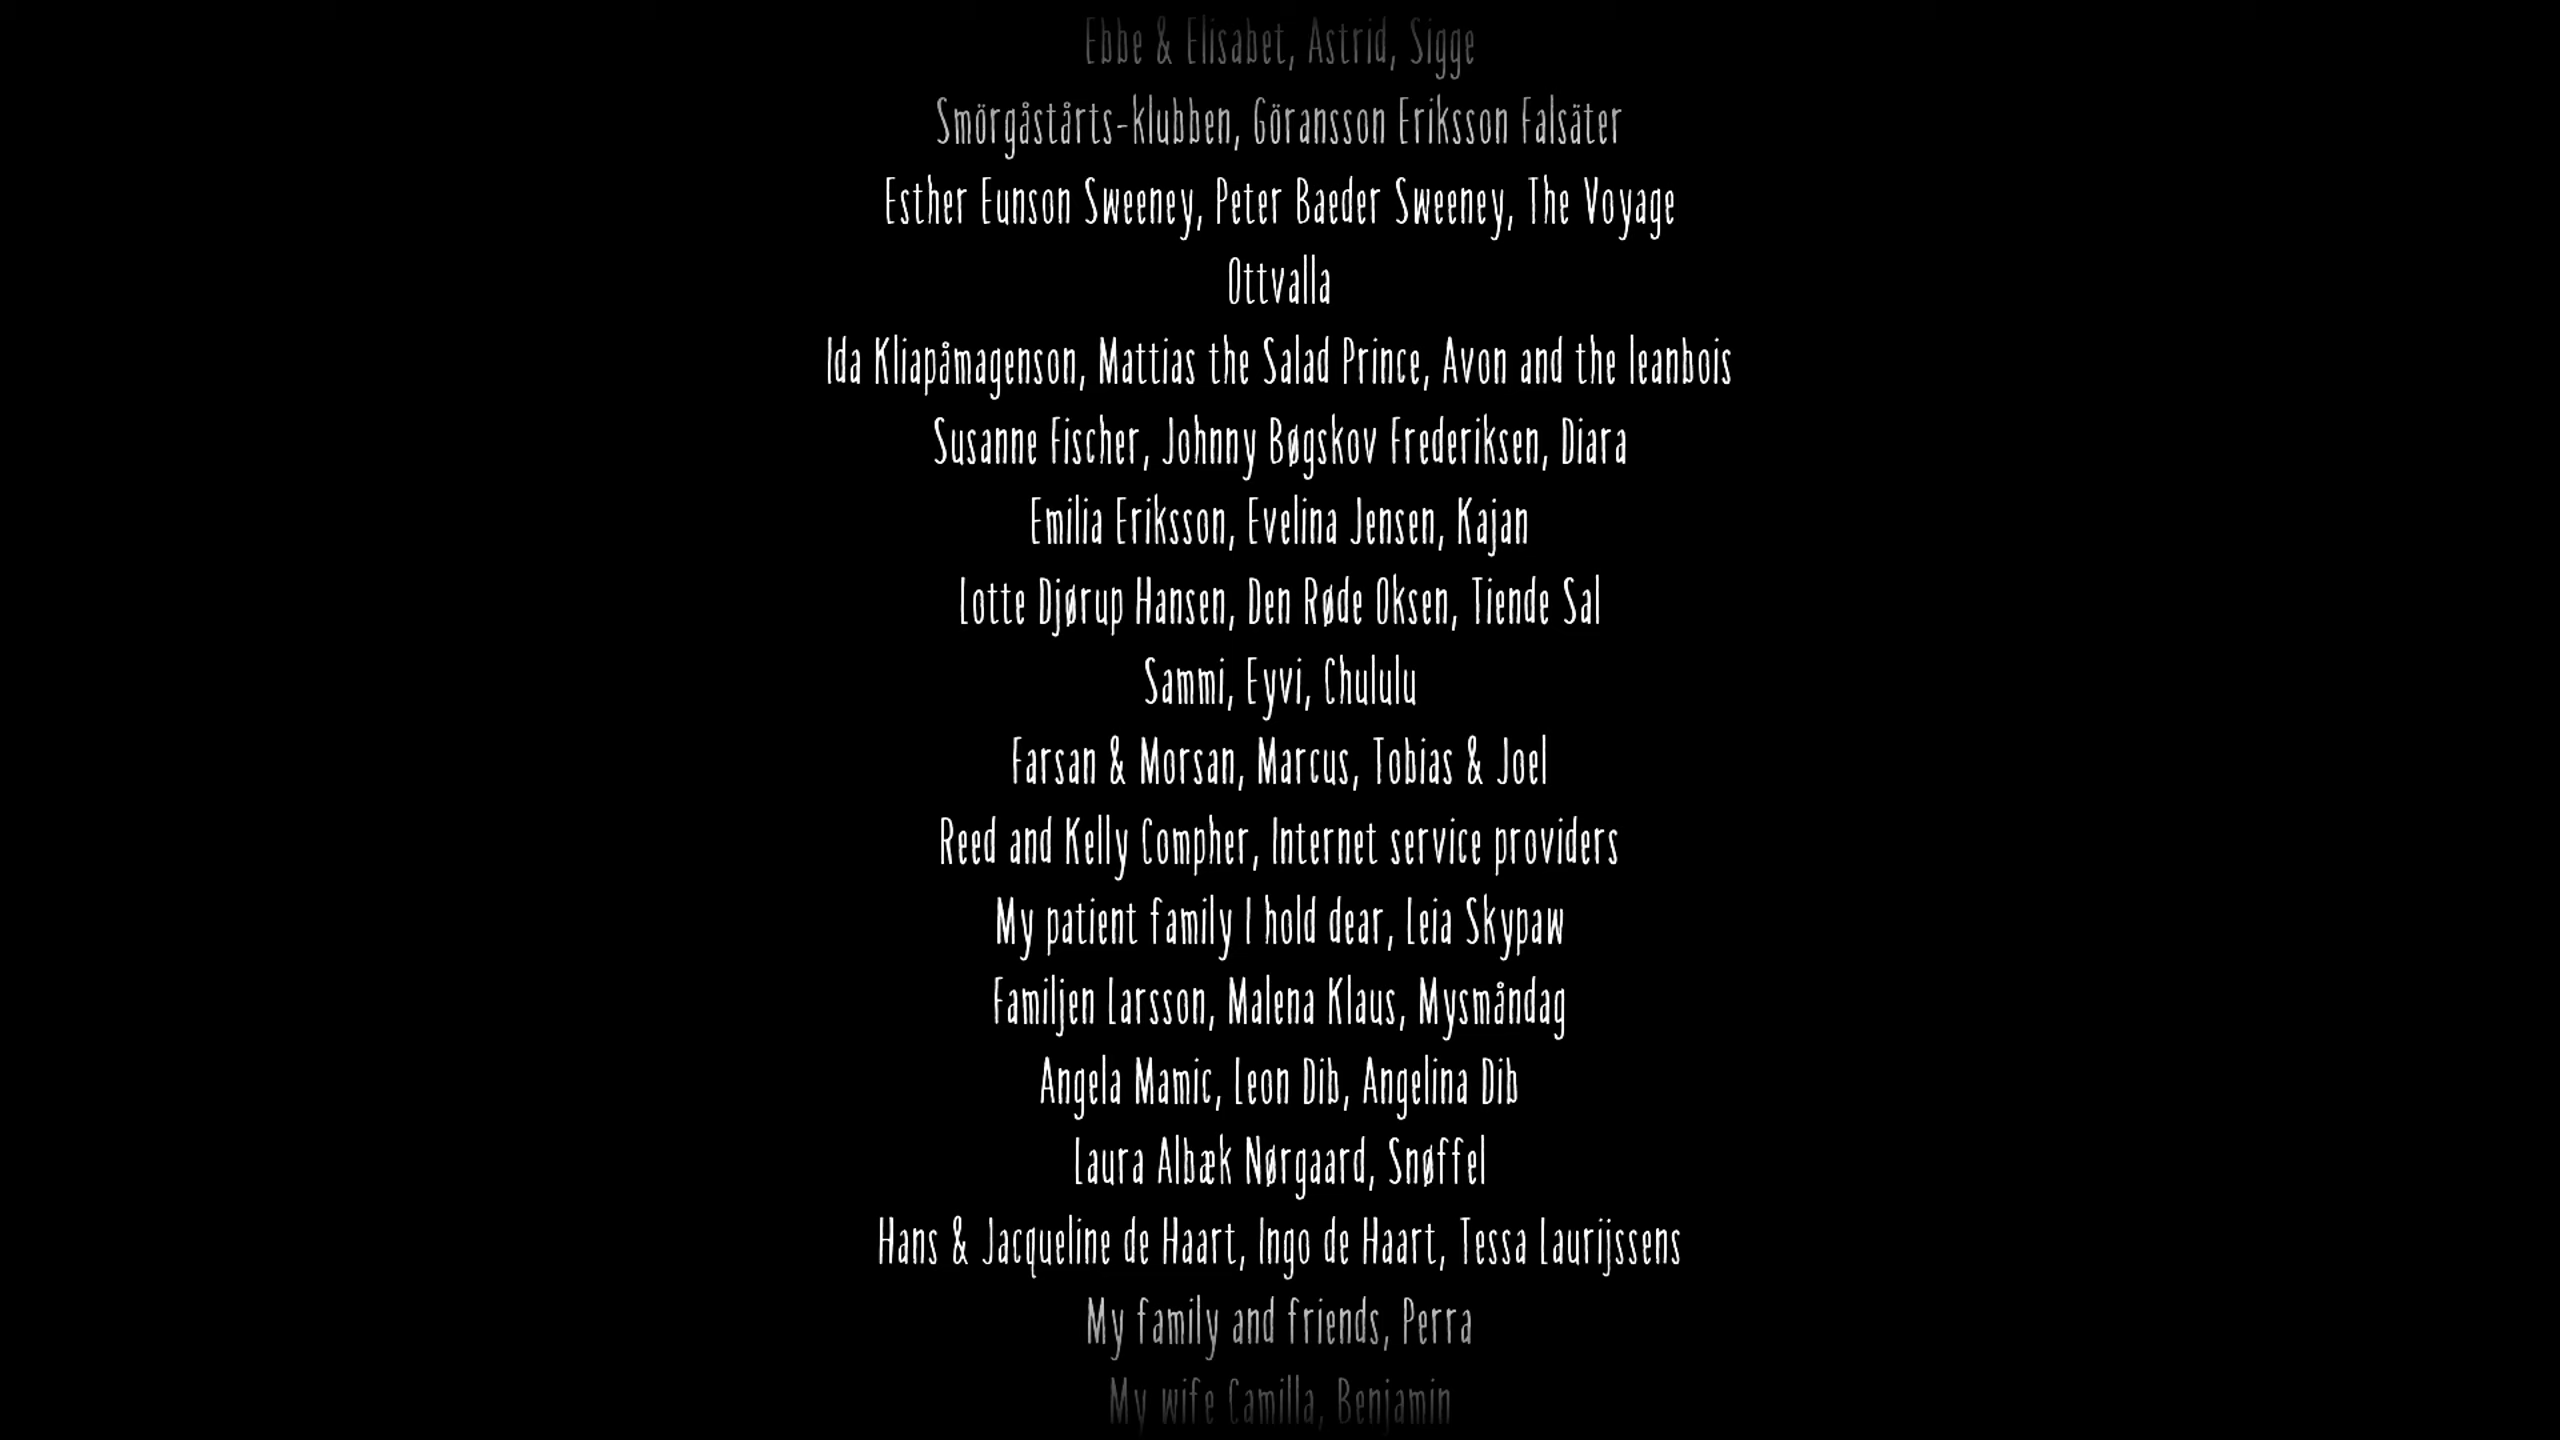 Ebbe & Elisabet, Astrid, Sigge
Smörgåstårts-klubben, Göransson Eriksson Falsäter
Esther Eunson Sweeney, Peter Baeder Sweeney, The Voyage
Ottvalla
Ida Kliapåmagenson, Mattias the Salad Prince, Avon and the leanbois
Susanne Fischer, Johnny Bøgskov Frederiksen, Diara
Emilia Eriksson, Evelina Jensen, Kajan
Lotte Djørup Hansen, Den Røde Oksen, Tiende Sal
Sammi, Eyvi, Chululu
Farsan & Morsan, Marcus, Tobias & Joel
Reed and Kelly Compher, Internet service providers
My patient family I hold dear, Leia Skypaw
Familjen Larsson, Malena Klaus, Mysmåndag
Angela Mamic, Leon Dib, Angelina Dib
Laura Albæk Nørgaard, Snøffel
Hans & Jacqueline de Haart, Ingo de Haart, Tessa Laurijssens
My family and friends, Perra
My wife Camilla, Benjamin